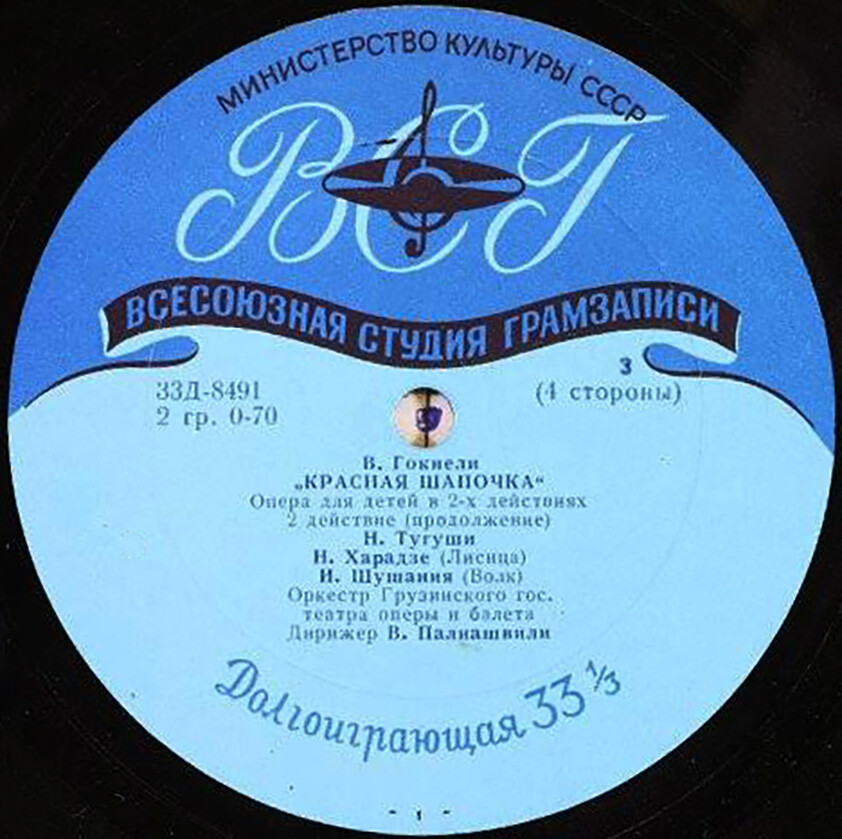 МИНИСТЕРСТВО КУЛЬТУРЫ СССР
ВСГ
ВСЕСОЮЗНАЯ СТУДИЯ ГРАМЗАПИСИ
33Д-8491
2 гр. 0-70
3
(4 стороны)
В. Гокиели
„КРАСНАЯ ШАПОЧКА“
Опера для детей в 2-х действиях
2 действие (продолжение)
Н. Тугуши
Н. Харадзе (Лисица)
И. Шушания (Волк)
Оркестр Грузинского гос.
театра оперы и балета
Дирижер В. Палиашвили
Долгоиграющая 33 1/3
- 1 -